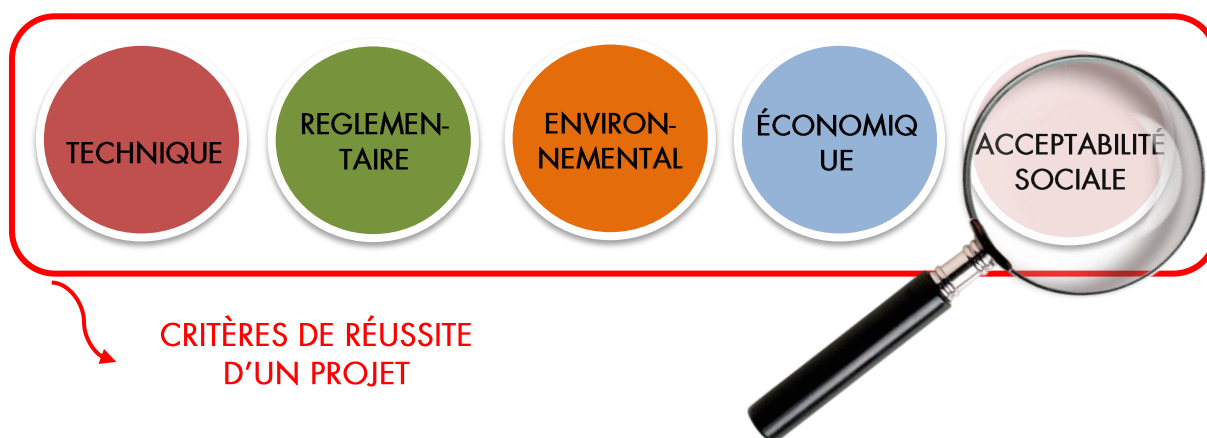 TECHNIQUE
REGLEMEN-
TAIRE
ENVIRON-
NEMENTAL
ÉCONOMIQ
UE
ACCEPTABILITÉ
SOCIALE
CRITÈRES DE RÉUSSITE
D’UN PROJET